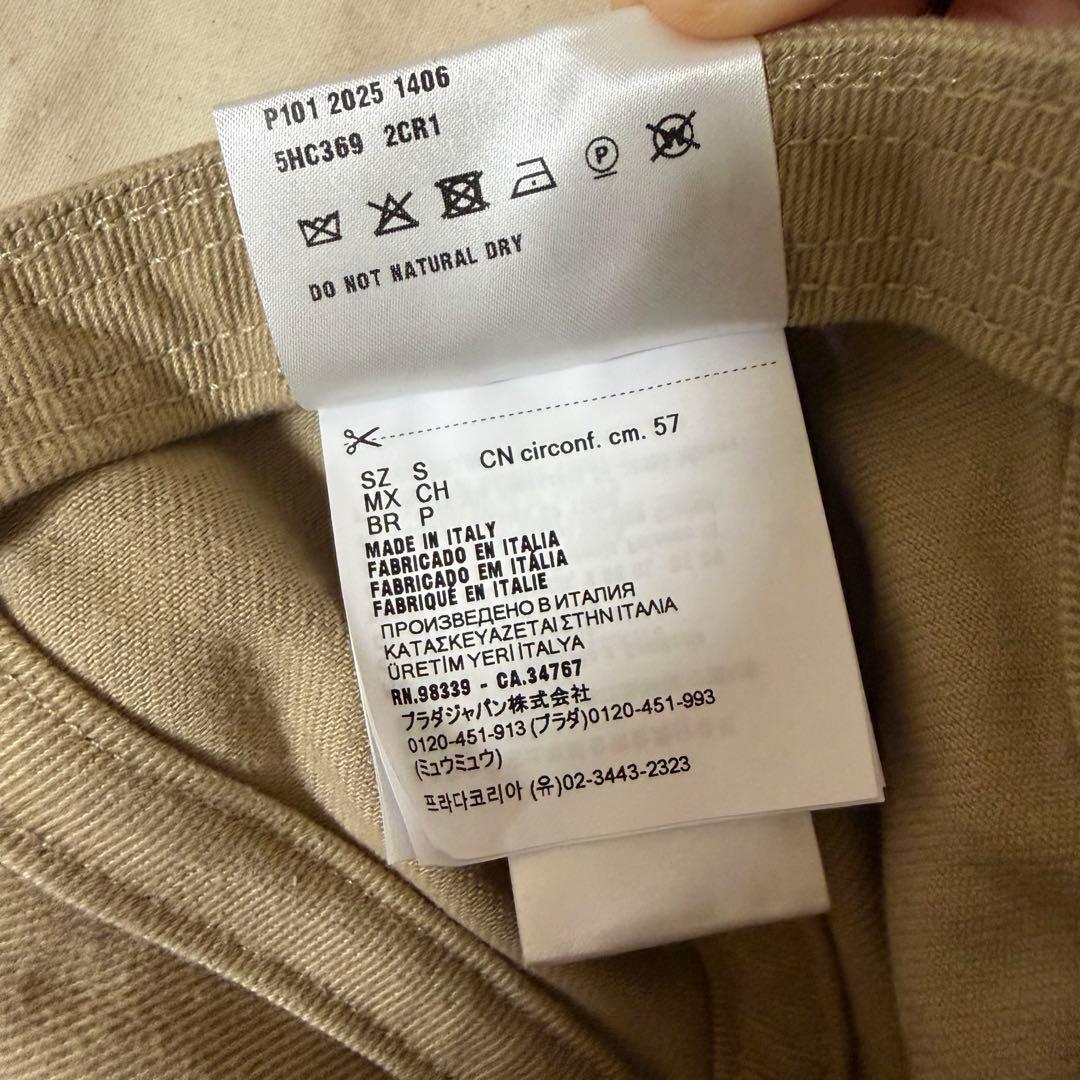 P101 2025 1406
5HC369 2CR1
P
W
DO NOT NATURAL DRY
SZ S CN circonf. cm. 57
MX CH
BR P
MADE IN ITALY
FABRICADO EN ITALIA
FABRICADO EM ITÁLIA
FABRIQUÉ EN ITALIE
ПРОИЗВЕДЕНО В ИТАЛИЯ
ΚΑΤΑΣΚΕΥΑΖΕΤΑΙ ΣΤΗΝ ΙΤΑΛΙΑ
ÜRETİM YERİ İTALYA
RN.98339 - CA.34767
プラダジャパン株式会社
0120-451-913 (プラダ)0120-451-993
(ミュウミュウ)
프라다코리아 (유)02-3443-2323